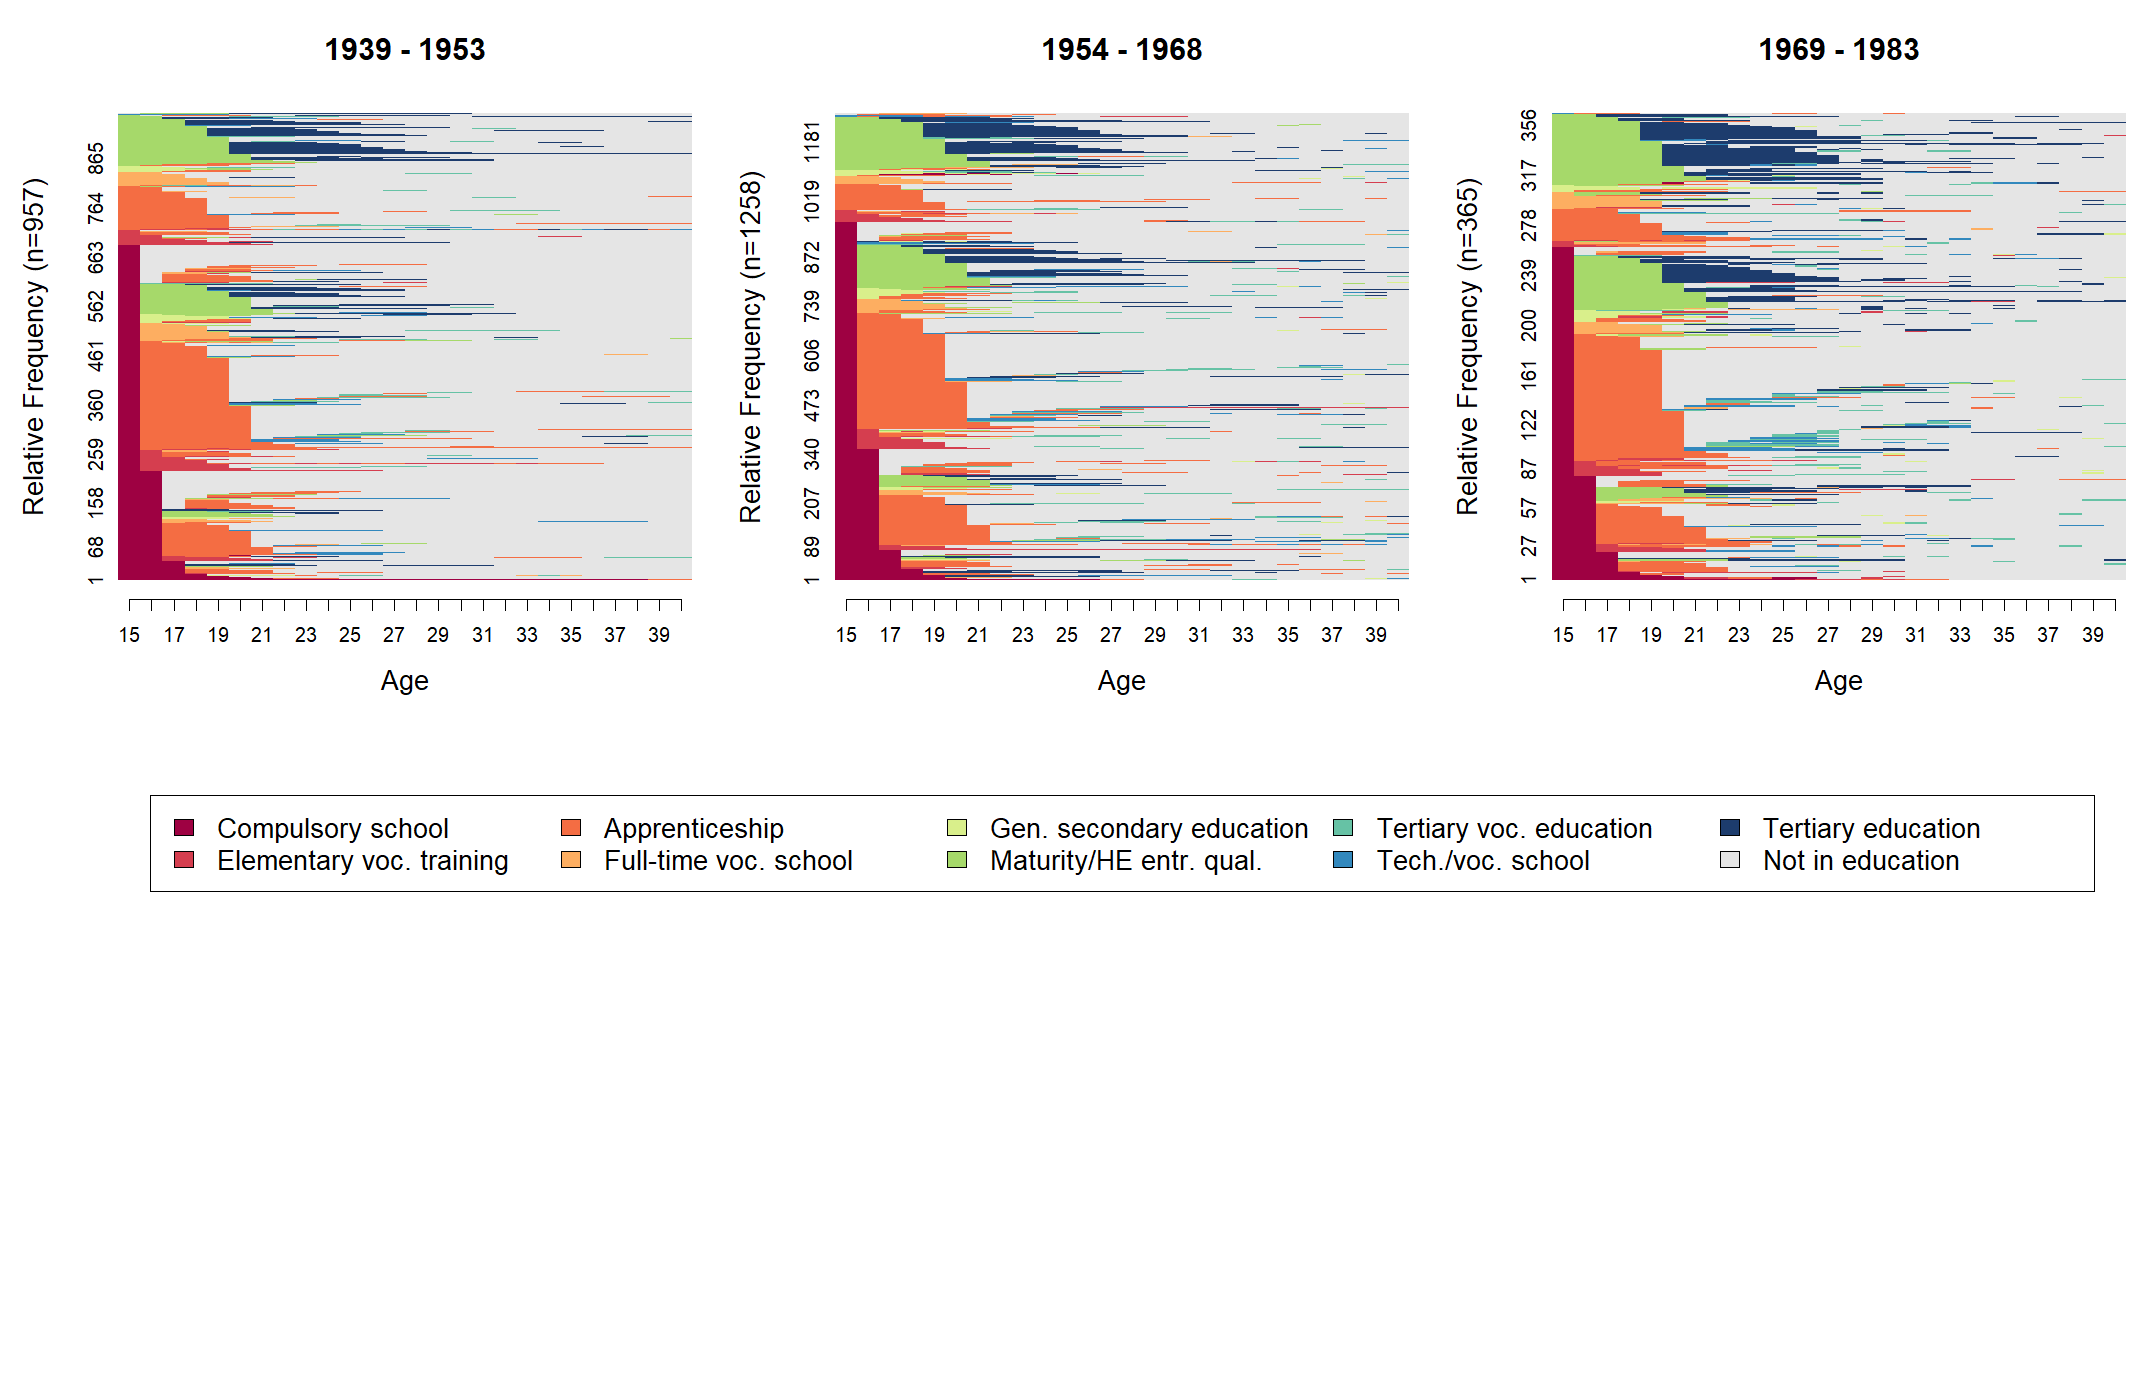 1939 - 1953
1954 - 1968
1969 - 1983
Relative Frequency (n=957)
1 68 158 259 360 461 562 663 764 865
15 17 19 21 23 25 27 29 31 33 35 37 39
Age
Relative Frequency (n=1258)
1 89 207 340 473 606 739 872 1019 1181
15 17 19 21 23 25 27 29 31 33 35 37 39
Age
Relative Frequency (n=365)
1 27 57 87 122 161 200 239 278 317 356
15 17 19 21 23 25 27 29 31 33 35 37 39
Age
Compulsory school
Elementary voc. training
Apprenticeship
Full-time voc. school
Gen. secondary education
Maturity/HE entr. qual.
Tertiary voc. education
Tech./voc. school
Tertiary education
Not in education